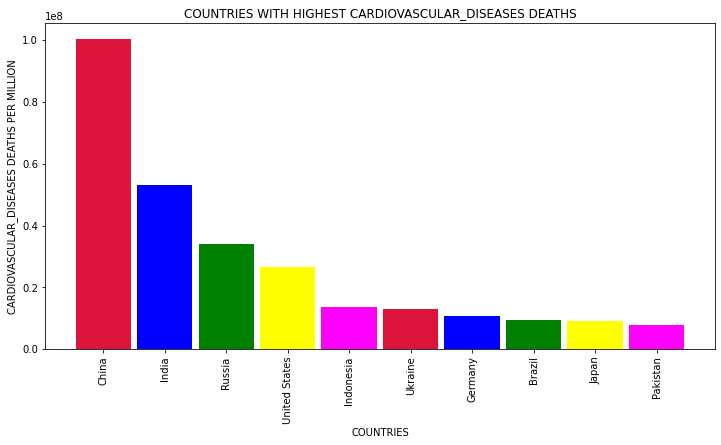 COUNTRIES WITH HIGHEST CARDIOVASCULAR_DISEASES DEATHS
1e8
CARDIOVASCULAR_DISEASES DEATHS PER MILLION
1.0
0.8
0.6
0.4
0.2
0.0
China
India
Russia
United States
Indonesia
Ukraine
Germany
Brazil
Japan
Pakistan
COUNTRIES